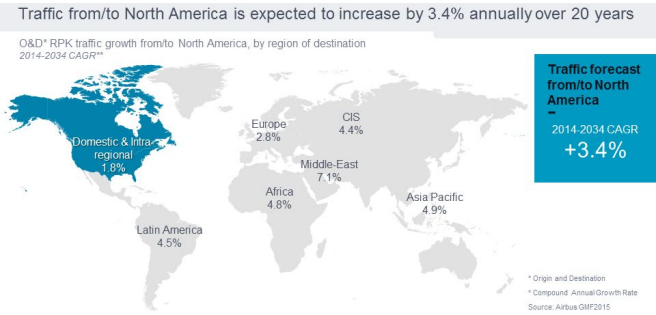 Traffic from/to North America is expected to increase by 3.4% annually over 20 years
O&D* RPK traffic growth from/to North America, by region of destination
2014-2034 CAGR**
Traffic forecast
from/to North
America
–
2014-2034 CAGR
+3.4%
Domestic & Intra-
regional
1.8%
Europe
2.8%
CIS
4.4%
Middle-East
7.1%
Africa
4.8%
Asia Pacific
4.9%
Latin America
4.5%
* Origin and Destination
* Compound Annual Growth Rate
Source: Airbus GMF2015